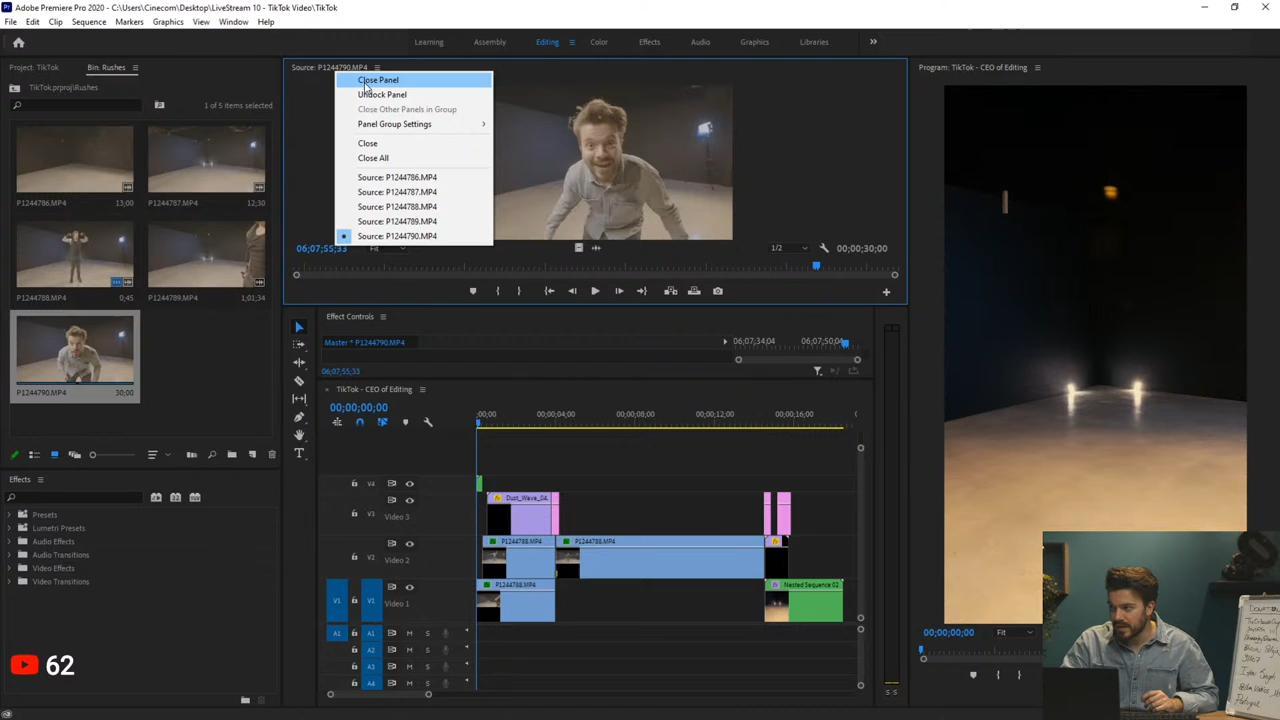 Adobe Premiere Pro 2020 - C:\Users\Cinecom\Desktop\LiveStream 10 - TikTok Video\TikTok
File Edit Clip Sequence Markers Graphics View Window Help
Learning Assembly Editing Color Effects Audio Graphics Libraries
Project: TikTok Bin: Rushes
TikTok.prproj\Rushes
1 of 5 items selected
P1244786.MP4 13;00
P1244787.MP4 12;30
P1244788.MP4 0;45
P1244789.MP4 1;01;34
P1244790.MP4 30;00
Effects
Presets
Lumetri Presets
Audio Effects
Audio Transitions
Video Effects
Video Transitions
62
Source: P1244790.MP4
Close Panel
Undock Panel
Close Other Panels in Group
Panel Group Settings
Close
Close All
Source: P1244786.MP4
Source: P1244787.MP4
Source: P1244788.MP4
Source: P1244789.MP4
Source: P1244790.MP4
06;07;55;33 Fit 1/2 00;00;30;00
Effect Controls
Master * P1244790.MP4
06;07;34;04 06;07;50;04
06;07;55;33
TikTok - CEO of Editing
00;00;00;00
;00;00 00;00;04;00 00;00;08;00 00;00;12;00 00;00;16;00
V4
V3 Video 3 Dust_Wave_04.
V2 Video 2 P1244788.MP4 P1244788.MP4
V1 V1 Video 1 P1244788.MP4 Nested Sequence 02
A1 A1 M S
A2 M S
A3 M S
A4 M S
S S
Program: TikTok - CEO of Editing
00;00;00;00 Fit
DONATION